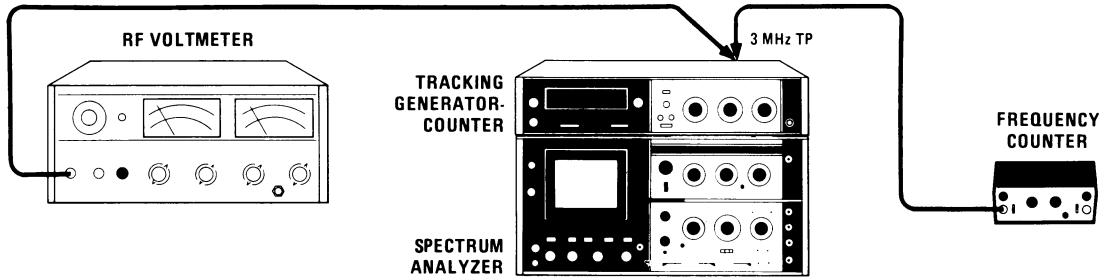 RF VOLTMETER
3 MHz TP
TRACKING
GENERATOR-
COUNTER
FREQUENCY
COUNTER
SPECTRUM
ANALYZER